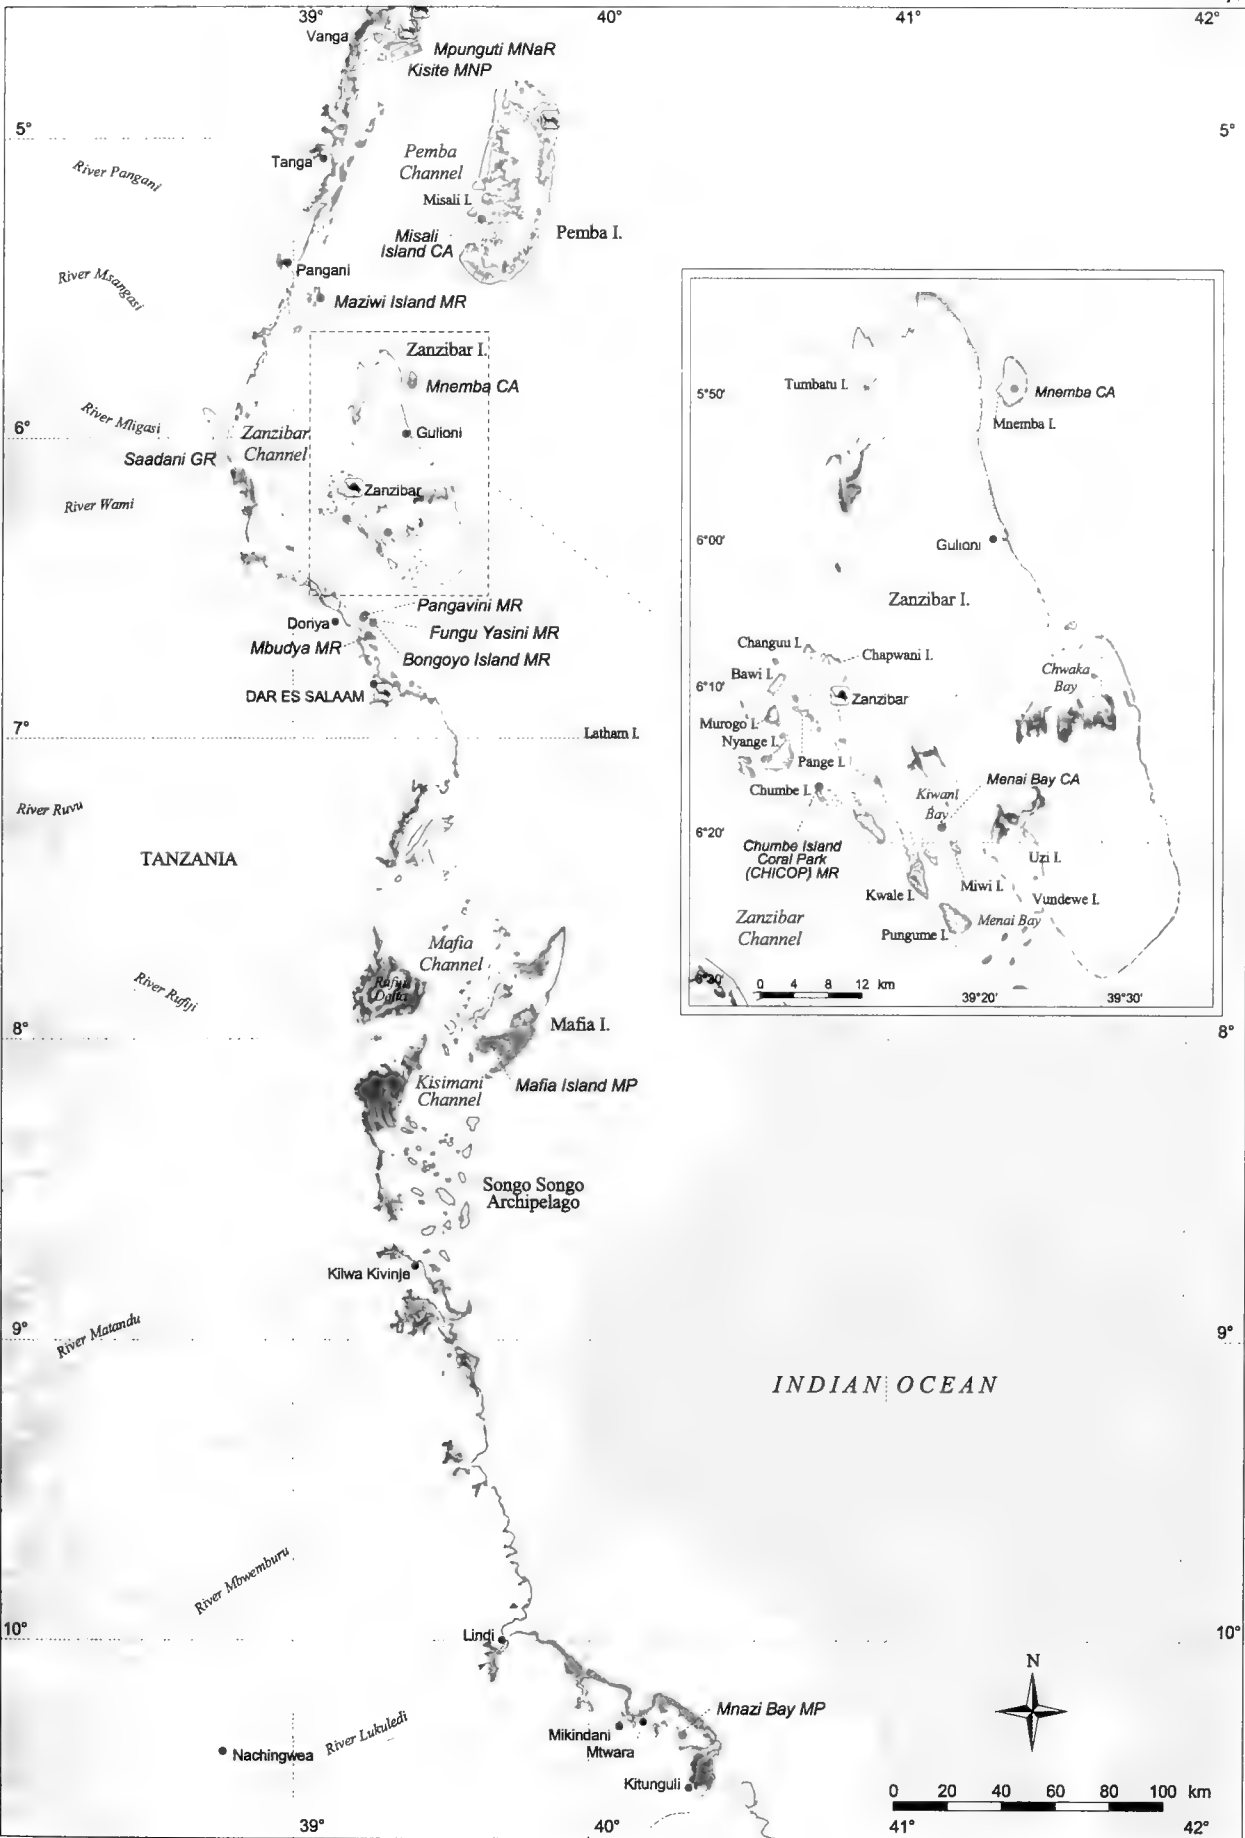 39°
40°
41°
42°
Vanga
Mpunguti MNaR
Kisite MNP
5°
5°
River Pangani
Tanga
Pemba
Channel
Misali I.
Misali
Island CA
Pemba I.
River Msangasi
Pangani
Maziwi Island MR
Zanzibar I.
Mnemba CA
River Mligasi
6°
Zanzibar
Channel
Gulioni
Saadani GR
Zanzibar
River Wami
Pangavini MR
Doriya
Fungu Yasini MR
Mbudya MR
Bongoyo Island MR
DAR ES SALAAM
7°
Latham I.
River Ruvu
TANZANIA
Mafia
Channel
River Rufiji
Rufiji
Delta
8°
8°
Mafia I.
Kisimani
Channel
Mafia Island MP
Songo Songo
Archipelago
Kilwa Kivinje
River Matandu
9°
9°
INDIAN OCEAN
River Mbwemburu
10°
10°
Lindi
N
Mnazi Bay MP
River Lukuledi
Mikindani
Mtwara
Nachingwea
Kitunguli
0 20 40 60 80 100 km
39°
40°
41°
42°
Tumbatu I.
5°50'
Mnemba CA
Mnemba I.
6°00'
Gulioni
Zanzibar I.
Changuu I.
Chapwani I.
Chwaka
Bay
Bawi I.
6°10'
Zanzibar
Murogo I.
Nyange I.
Pange I.
Menai Bay CA
Chumbe I.
Kiwani
Bay
6°20'
Chumbe Island
Coral Park
(CHICOP) MR
Uzi I.
Kwale I.
Miwi I.
Vundewe I.
Zanzibar
Channel
Pungume I.
Menai Bay
6°30'
0 4 8 12 km
39°20'
39°30'